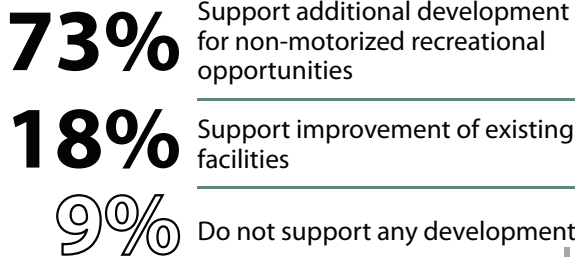 73% Support additional development
for non-motorized recreational
opportunities
18% Support improvement of existing
facilities
9% Do not support any development